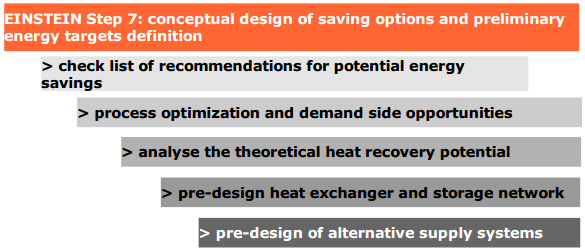 EINSTEIN Step 7: conceptual design of saving options and preliminary
energy targets definition
> check list of recommendations for potential energy
savings
> process optimization and demand side opportunities
> analyse the theoretical heat recovery potential
> pre-design heat exchanger and storage network
> pre-design of alternative supply systems